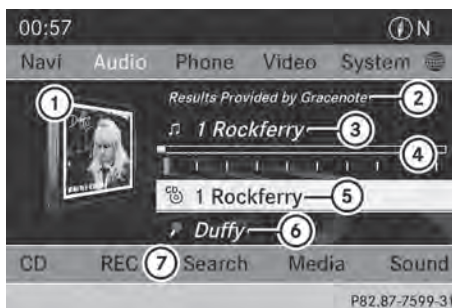 00:57 N
Navi Audio Phone Video System
1
Results Provided by Gracenote 2
♫ 1 Rockferry 3
4
CD 1 Rockferry 5
Duffy 6
CD REC 7 Search Media Sound
P82.87-7599-31